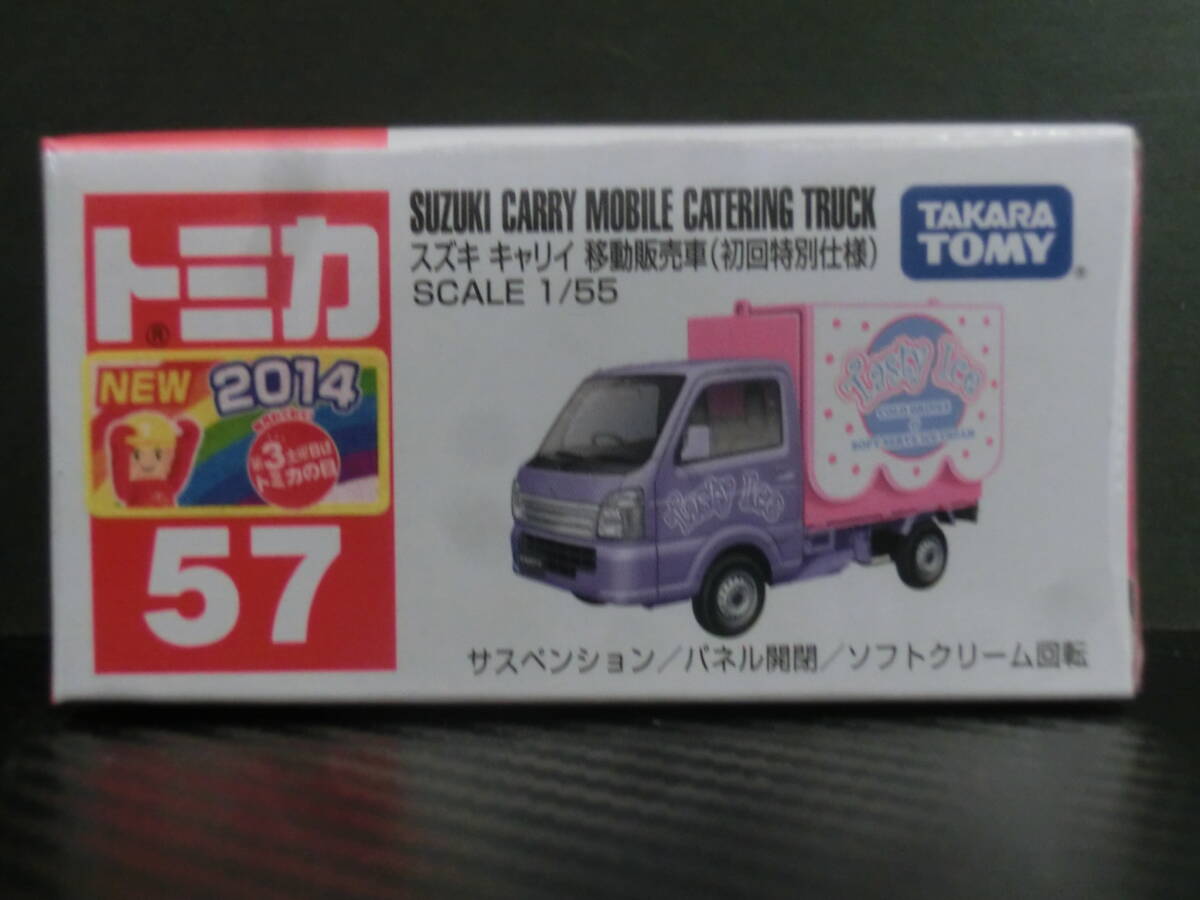 トミカ
®
NEW 2014
第3土曜日は
トミカの日
57
SUZUKI CARRY MOBILE CATERING TRUCK
スズキ キャリイ 移動販売車(初回特別仕様)
SCALE 1/55
TAKARA
TOMY
®
Tasty Ice
COLD DRINKS
SOFT SERVE ICE CREAM
Tasty Ice
サスペンション/パネル開閉/ソフトクリーム回転